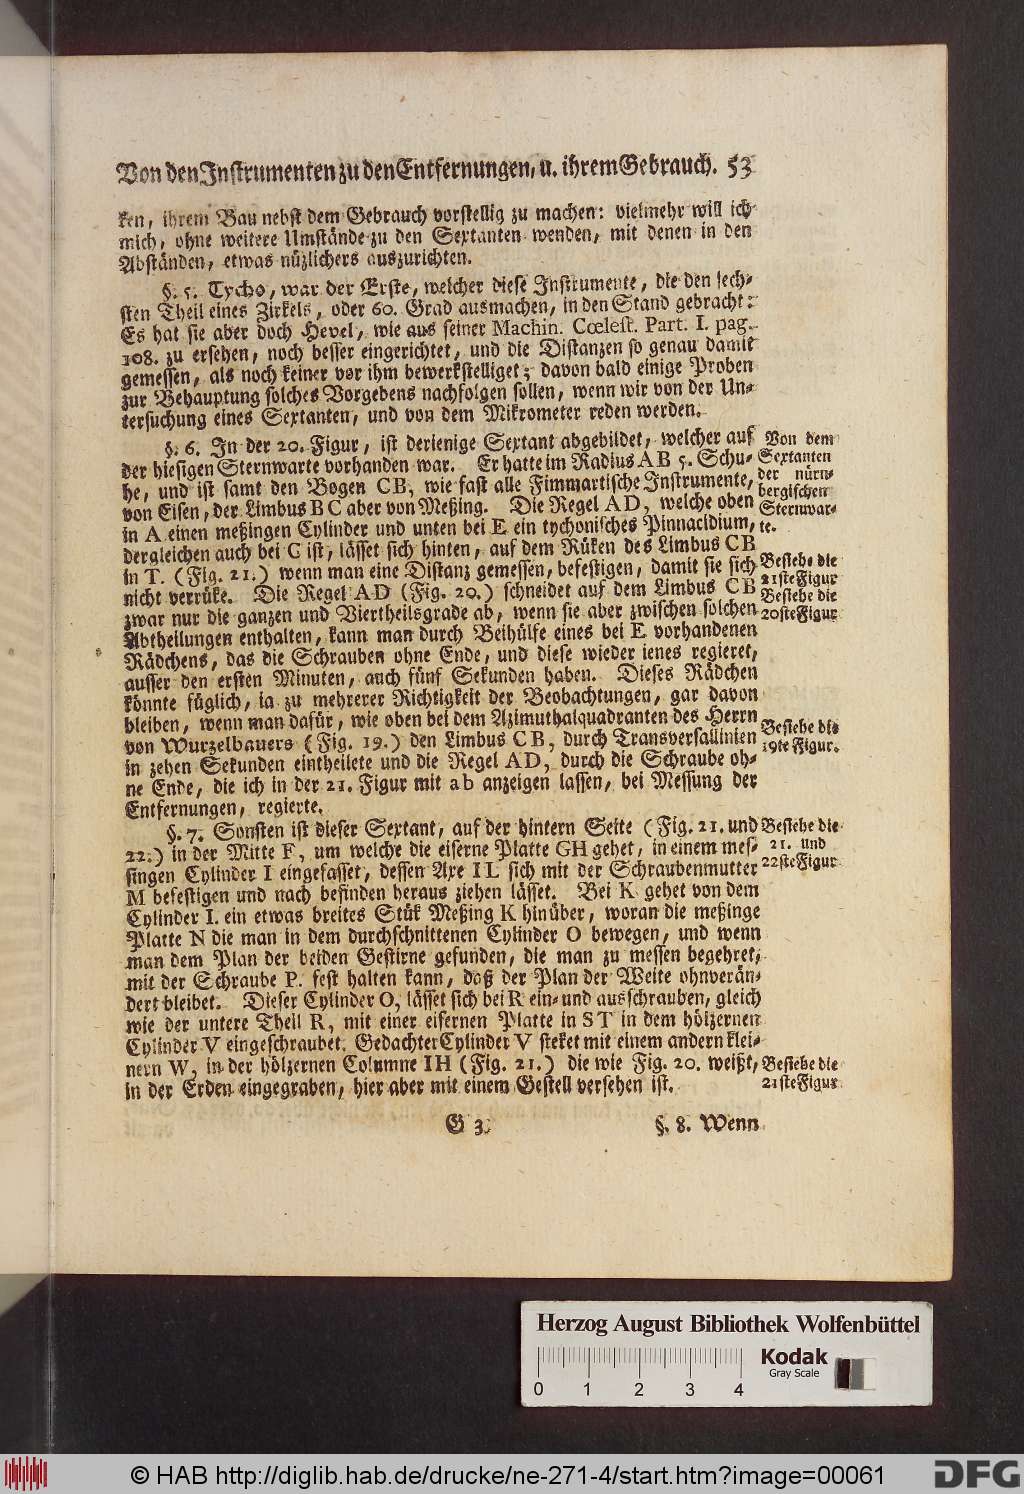 Von den Instrumenten zu den Entfernungen, u. ihrem Gebrauch. 53
ken, ihrem Bau nebst dem Gebrauch vorstellig zu machen: vielmehr will ich
mich, ohne weitere Umstände zu den Sextanten wenden, mit denen in den
Abständen, etwas nüzlichers auszurichten.
§. 5. Tycho, war der Erste, welcher diese Instrumente, die den sech-
sten Theil eines Zirkels, oder 60. Grad ausmachen, in den Stand gebracht:
Es hat sie aber doch Hevel, wie aus seiner Machin. Cœlest. Part. I. pag.
108. zu ersehen, noch besser eingerichtet, und die Distanzen so genau damit
gemessen, als noch keiner vor ihm bewerkstelliget; davon bald einige Proben
zur Behauptung solches Vorgebens nachfolgen sollen, wenn wir von der Un-
tersuchung eines Sextanten, und von dem Mikrometer reden werden.
§. 6. In der 20. Figur, ist derienige Sextant abgebildet, welcher auf
der hiesigen Sternwarte vorhanden war. Er hatte im Radius AB 5. Schu-
he, und ist samt den Bogen CB, wie fast alle Fimmartische Instrumente,
von Eisen, der Limbus BC aber von Meßing. Die Regel AD, welche oben
in A einen meßingen Cylinder und unten bei E ein tychonisches Pinnacidium,
dergleichen auch bei C ist, lässet sich hinten, auf dem Rüken des Limbus CB
in T. (Fig. 21.) wenn man eine Distanz gemessen, befestigen, damit sie sich
nicht verrüke. Die Regel AD (Fig. 20.) schneidet auf dem Limbus CB
zwar nur die ganzen und Viertheilsgrade ab, wenn sie aber zwischen solchen
Abtheilungen enthalten, kann man durch Beihülfe eines bei E vorhandenen
Rädchens, das die Schrauben ohne Ende, und diese wieder ienes regieret,
ausser den ersten Minuten, auch fünf Sekunden haben. Dieses Rädchen
könnte füglich, ia zu mehrerer Richtigkeit der Beobachtungen, gar davon
bleiben, wenn man dafür, wie oben bei dem Azimuthalquadranten des Herrn
von Wurzelbauers (Fig. 19.) den Limbus CB, durch Transversallinien
in zehen Sekunden eintheilete und die Regel AD, durch die Schraube oh-
ne Ende, die ich in der 21. Figur mit ab anzeigen lassen, bei Messung der
Entfernungen, regierte.
Von dem
Sextanten
der nürn-
bergischen
Sternwar-
te.
Besiehe die
21ste Figur
Besiehe die
20ste Figur
Besiehe die
19te Figur.
§. 7. Sonsten ist dieser Sextant, auf der hintern Seite (Fig. 21. und
22.) in der Mitte F, um welche die eiserne Platte GH gehet, in einem mes-
singen Cylinder I eingefasset, dessen Axe IL sich mit der Schraubenmutter
M befestigen und nach befinden heraus ziehen lässet. Bei K gehet von dem
Cylinder I. ein etwas breites Stük Meßing K hinüber, woran die meßinge
Platte N die man in dem durchschnittenen Cylinder O bewegen, und wenn
man dem Plan der beiden Gestirne gefunden, die man zu messen begehret,
mit der Schraube P. fest halten kann, daß der Plan der Weite ohnverän-
dert bleibet. Dieser Cylinder O, lässet sich bei R ein- und ausschrauben, gleich
wie der untere Theil R, mit einer eisernen Platte in ST in dem hölzernen
Cylinder V eingeschraubet. Gedachter Cylinder V steket mit einem andern klei-
nern W, in der hölzernen Columne IH (Fig. 21.) die wie Fig. 20. weißt,
in der Erden eingegraben, hier aber mit einem Gestell versehen ist.
Besiehe die
21. und
22ste Figur
Besiehe die
21ste Figur
G 3
§. 8. Wenn
Herzog August Bibliothek Wolfenbüttel
Kodak
Gray Scale
0 1 2 3 4
© HAB http://diglib.hab.de/drucke/ne-271-4/start.htm?image=00061
DFG